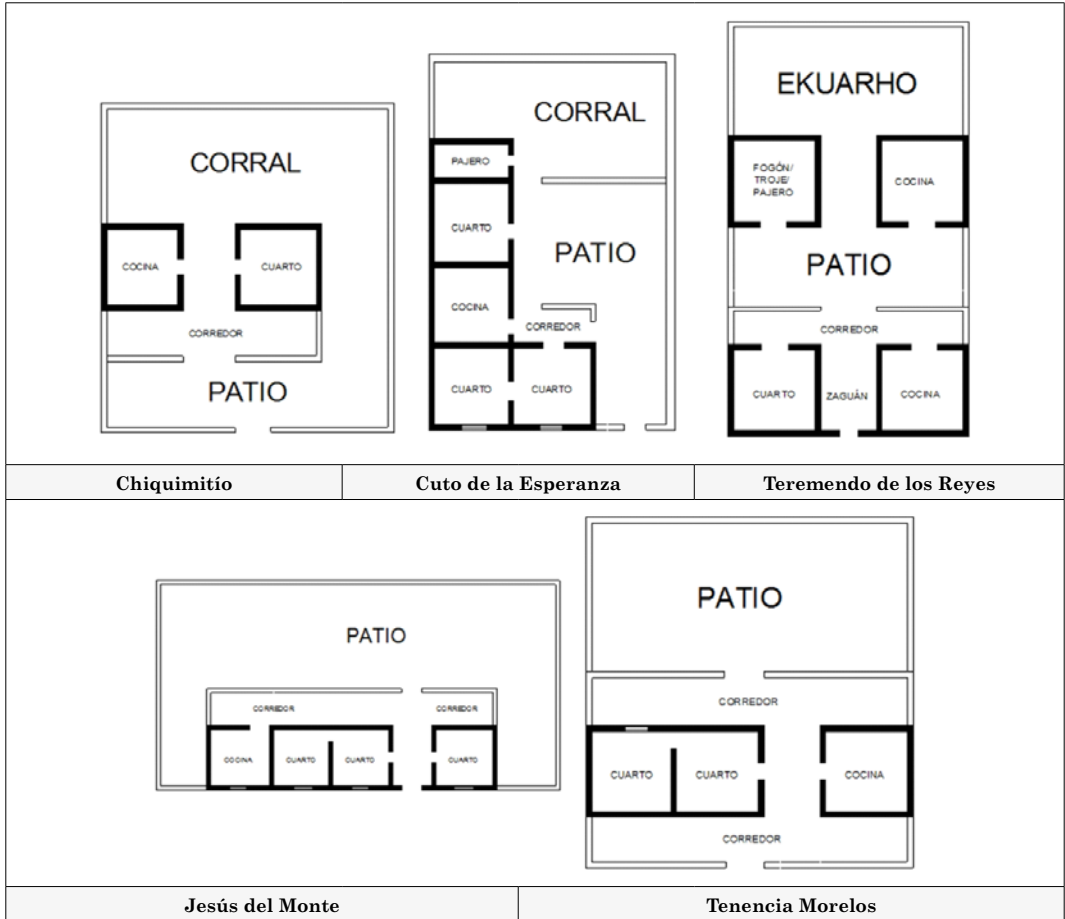 CORRAL
COCINA
CUARTO
CORREDOR
PATIO
CORRAL
PAJERO
CUARTO
PATIO
COCINA
CORREDOR
CUARTO
CUARTO
EKUARHO
FOGÓN/
TROJE/
PAJERO
COCINA
PATIO
CORREDOR
CUARTO
ZAGUÁN
COCINA
Chiquimitío
Cuto de la Esperanza
Teremendo de los Reyes
PATIO
CORREDOR
CORREDOR
COCINA
CUARTO
CUARTO
CUARTO
PATIO
CORREDOR
CUARTO
CUARTO
COCINA
CORREDOR
Jesús del Monte
Tenencia Morelos